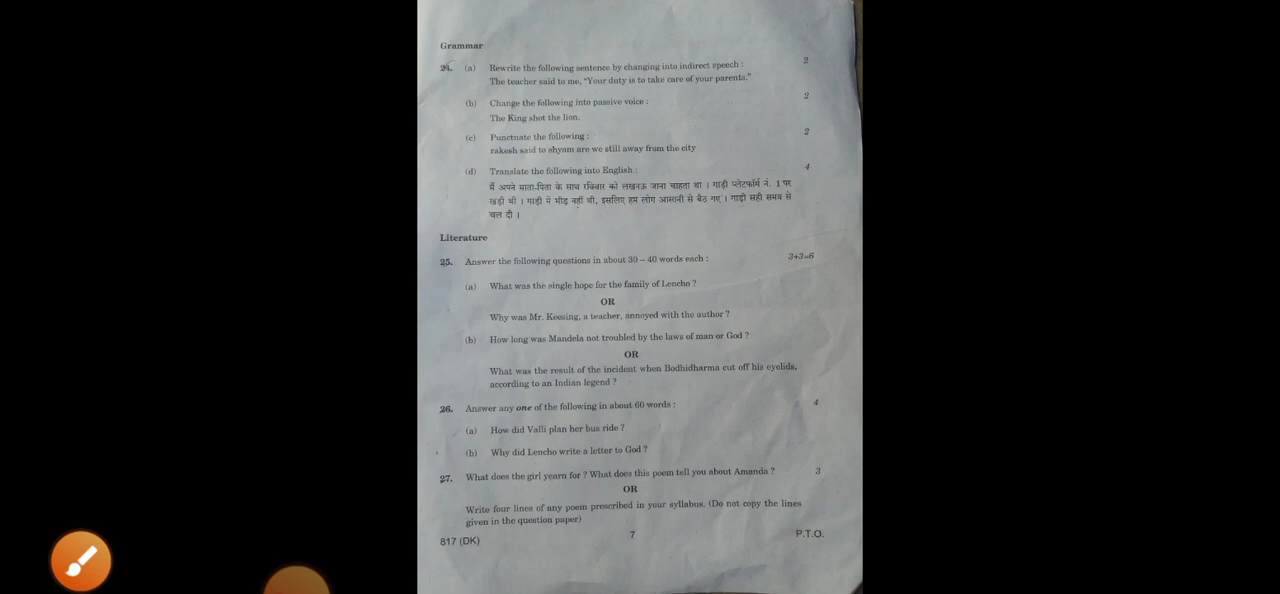 Grammar
24. (a) Rewrite the following sentence by changing into indirect speech : 2
The teacher said to me, "Your duty is to take care of your parents."
(b) Change the following into passive voice : 2
The King shot the lion.
(c) Punctuate the following : 2
rakesh said to shyam are we still away from the city
(d) Translate the following into English : 4
मैं अपने माता-पिता के साथ रविवार को लखनऊ जाना चाहता था । गाड़ी प्लेटफॉर्म नं. 1 पर
खड़ी थी । गाड़ी में भीड़ नहीं थी, इसलिए हम लोग आसानी से बैठ गए । गाड़ी सही समय से
चल दी ।
Literature
25. Answer the following questions in about 30 – 40 words each : 3+3=6
(a) What was the single hope for the family of Lencho ?
OR
Why was Mr. Keesing, a teacher, annoyed with the author ?
(b) How long was Mandela not troubled by the laws of man or God ?
OR
What was the result of the incident when Bodhidharma cut off his eyelids,
according to an Indian legend ?
26. Answer any one of the following in about 60 words : 4
(a) How did Valli plan her bus ride ?
(b) Why did Lencho write a letter to God ?
27. What does the girl yearn for ? What does this poem tell you about Amanda ? 3
OR
Write four lines of any poem prescribed in your syllabus. (Do not copy the lines
given in the question paper)
817 (DK) 7 P.T.O.